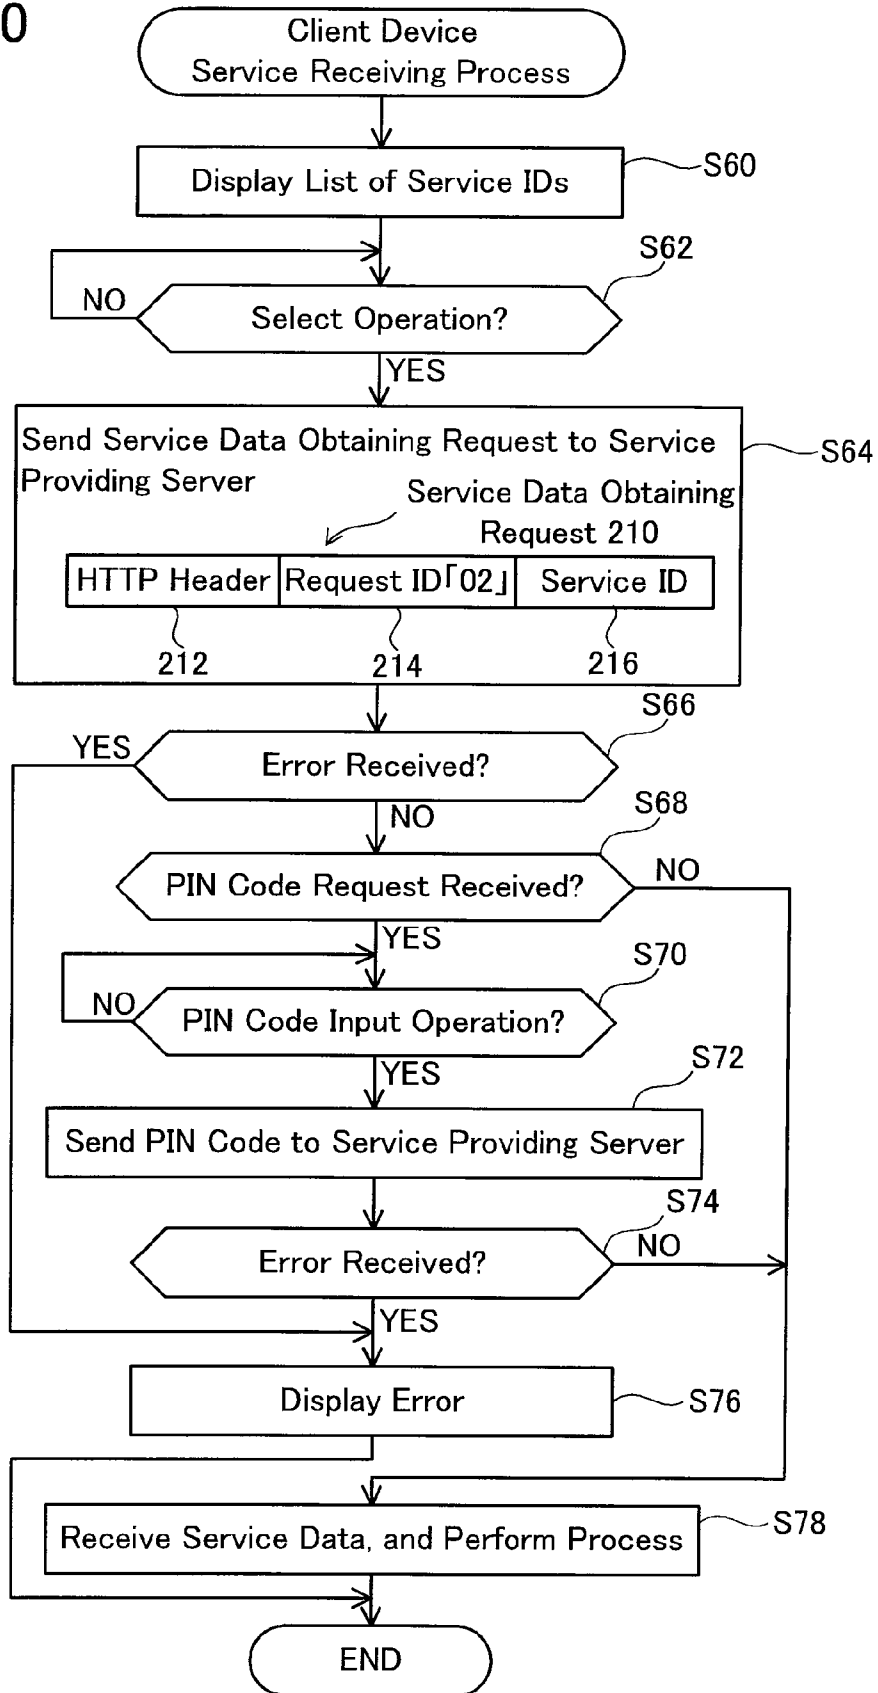 0
Client Device
Service Receiving Process
Display List of Service IDs
S60
S62
NO
Select Operation?
YES
Send Service Data Obtaining Request to Service
Providing Server
S64
Service Data Obtaining
Request 210
HTTP Header
Request ID「02」
Service ID
212
214
216
S66
YES
Error Received?
NO
S68
PIN Code Request Received?
NO
YES
S70
NO
PIN Code Input Operation?
YES
S72
Send PIN Code to Service Providing Server
S74
Error Received?
NO
YES
Display Error
S76
Receive Service Data, and Perform Process
S78
END